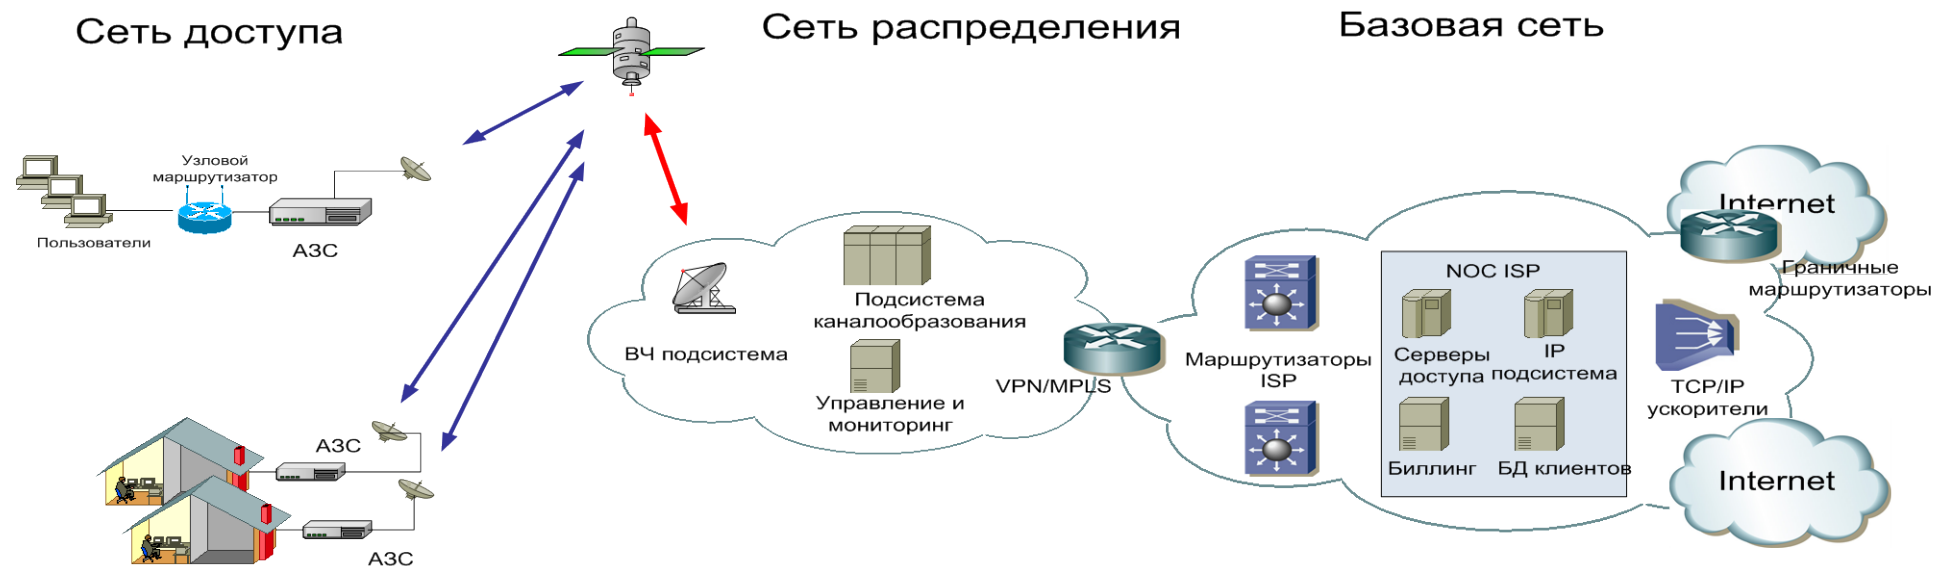 Сеть доступа
Сеть распределения
Базовая сеть
Узловой
маршрутизатор
Пользователи
АЗС
АЗС
АЗС
ВЧ подсистема
Подсистема
каналообразования
Управление и
мониторинг
VPN/MPLS
Маршрутизаторы
ISP
NOC ISP
Серверы
доступа
IP
подсистема
Биллинг
БД клиентов
Internet
Граничные
маршрутизаторы
TCP/IP
ускорители
Internet